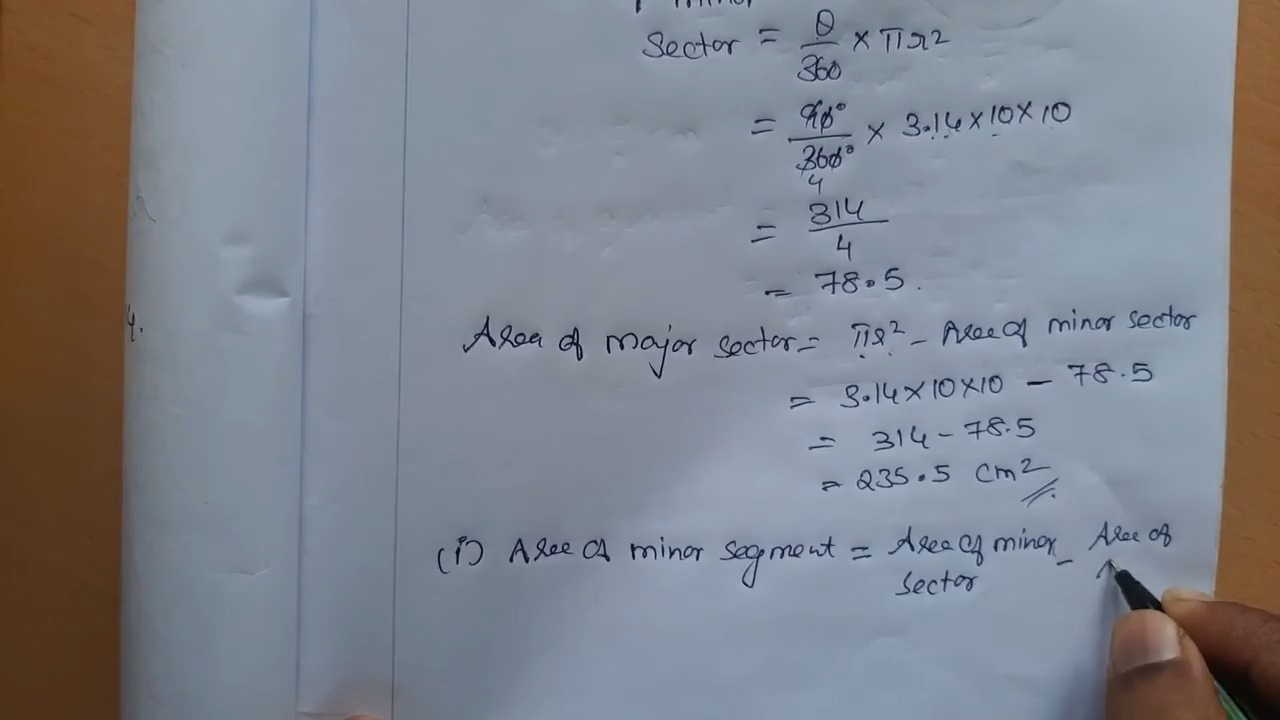 minor
Sector = θ/360 × πr²
= 90°/360° × 3.14×10×10
4
= 314/4
= 78.5.
Area of major sector = πr² - Area of minor sector
= 3.14×10×10 - 78.5
= 314 - 78.5
= 235.5 cm²
(i) Area of minor segment = Area of minor - Area of
sector
4.